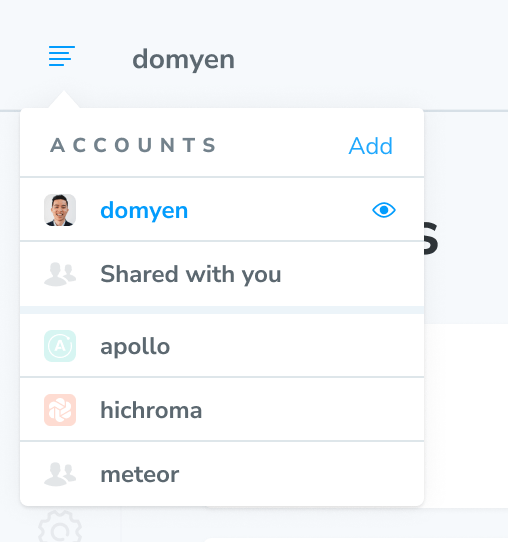 domyen
ACCOUNTS Add
domyen
Shared with you
apollo
hichroma
meteor